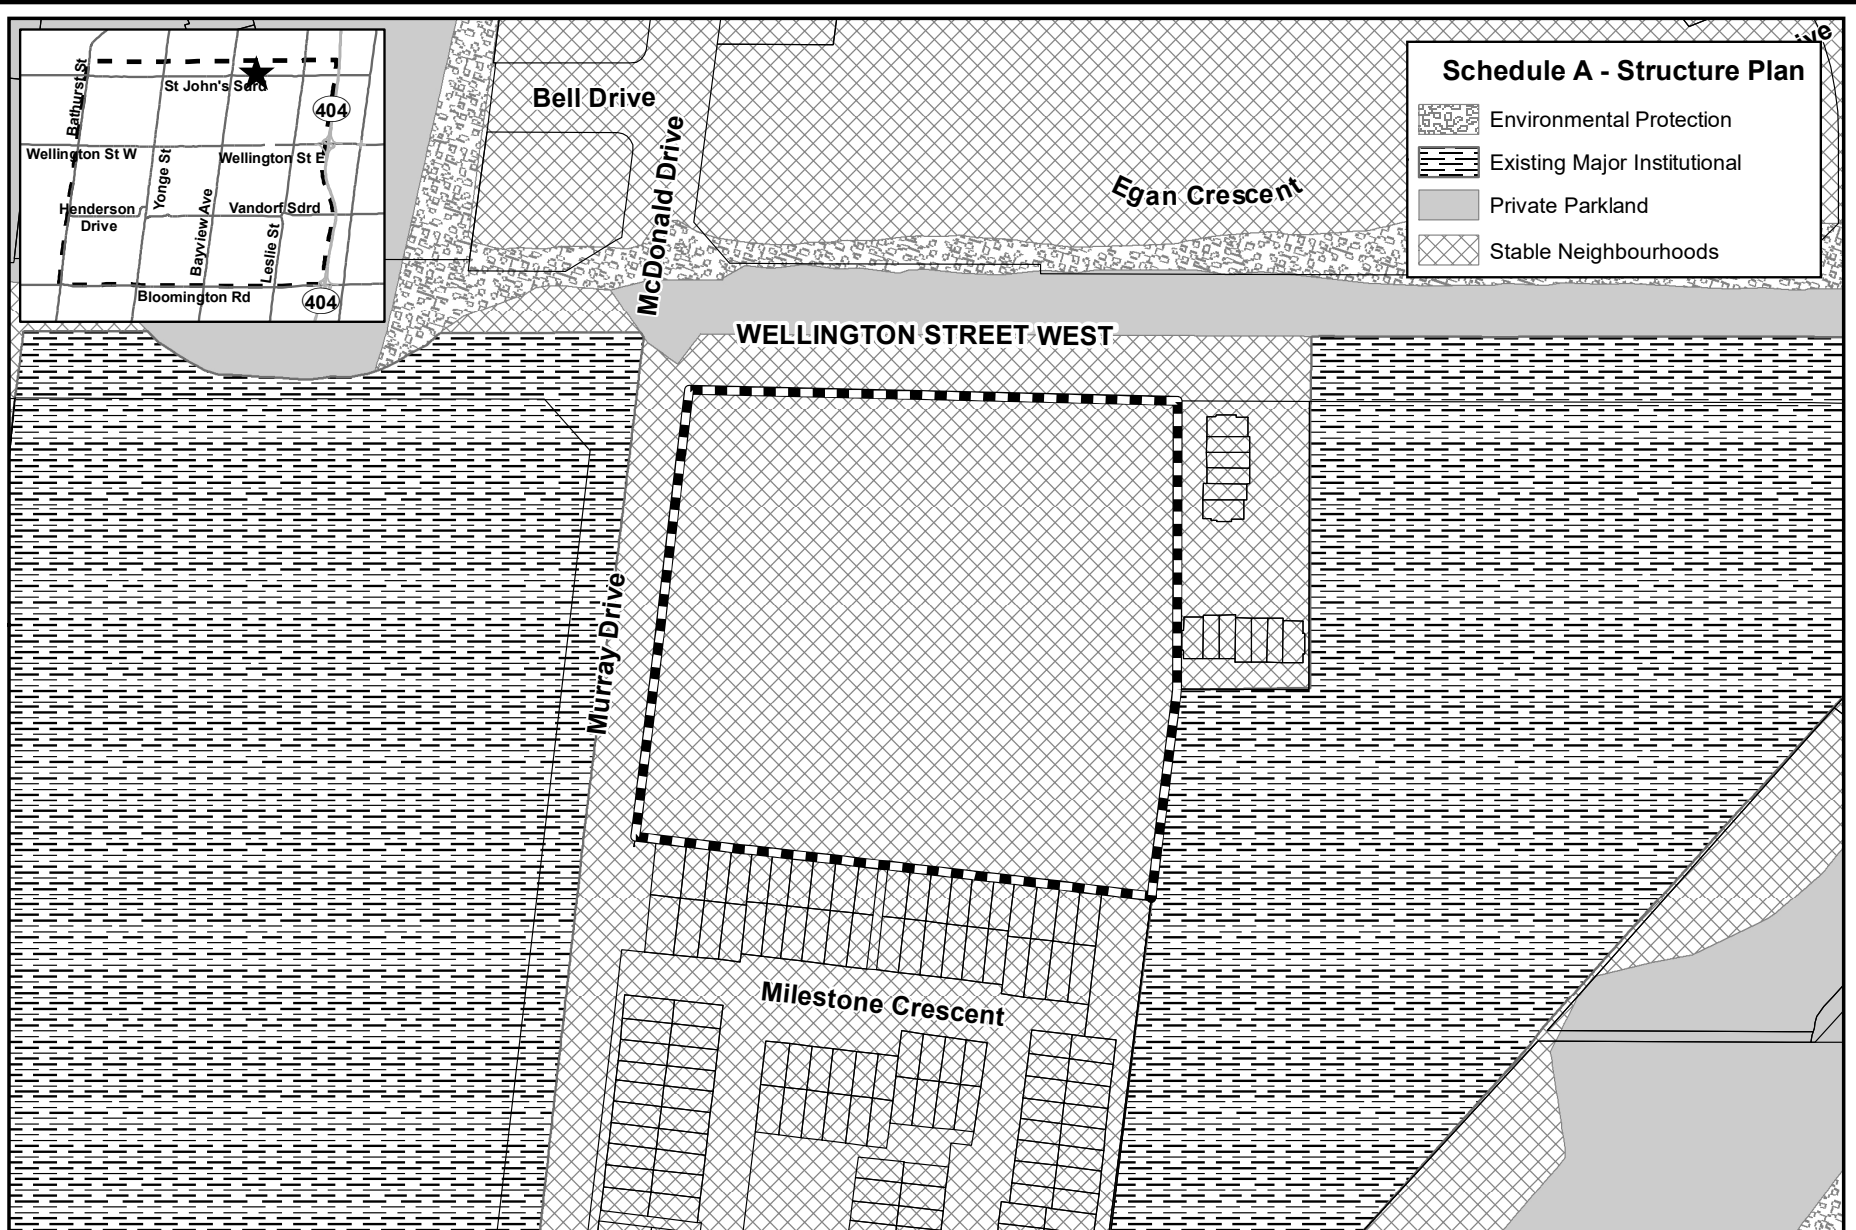 St John's Sdrd
Bathurst St
404
Wellington St W
Wellington St E
Yonge St
Henderson
Drive
Bayview Ave
Vandorf Sdrd
Leslie St
Bloomington Rd
404
Bell Drive
McDonald Drive
Egan Crescent
Schedule A - Structure Plan
Environmental Protection
Existing Major Institutional
Private Parkland
Stable Neighbourhoods
WELLINGTON STREET WEST
Murray Drive
Milestone Crescent